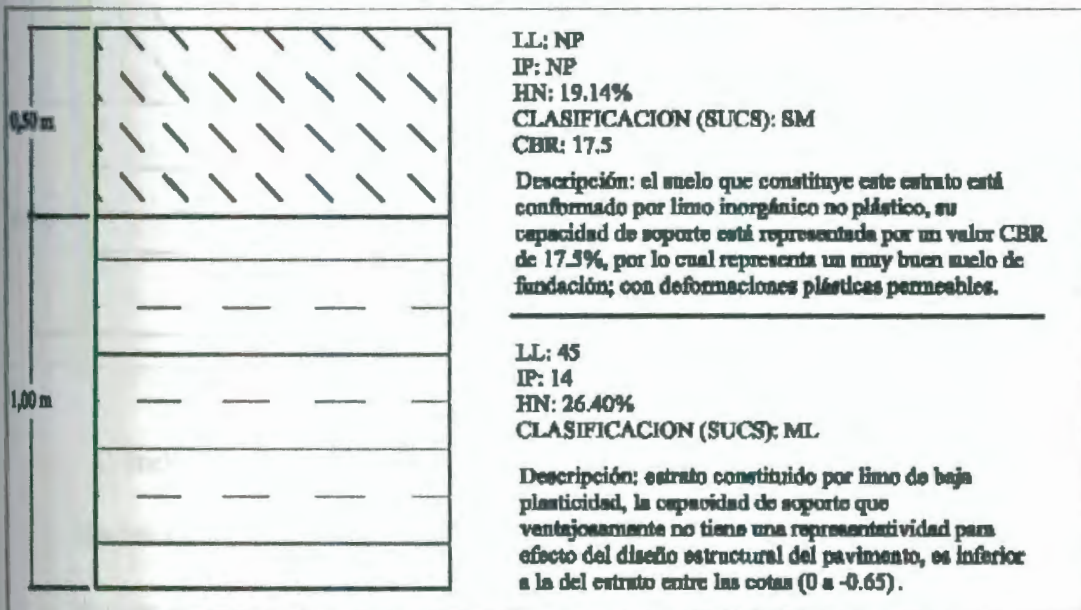 0,50 m
LL: NP
IP: NP
HN: 19.14%
CLASIFICACION (SUCS): SM
CBR: 17.5
Descripción: el suelo que constituye este estrato está
conformado por limo inorgánico no plástico, su
capacidad de soporte está representada por un valor CBR
de 17.5%, por lo cual representa un muy buen suelo de
fundación; con deformaciones plásticas permeables.
1,00 m
LL: 45
IP: 14
HN: 26.40%
CLASIFICACION (SUCS): ML
Descripción: estrato constituido por limo de baja
plasticidad, la capacidad de soporte que
ventajosamente no tiene una representatividad para
efecto del diseño estructural del pavimento, es inferior
a la del estrato entre las cotas (0 a -0.65).